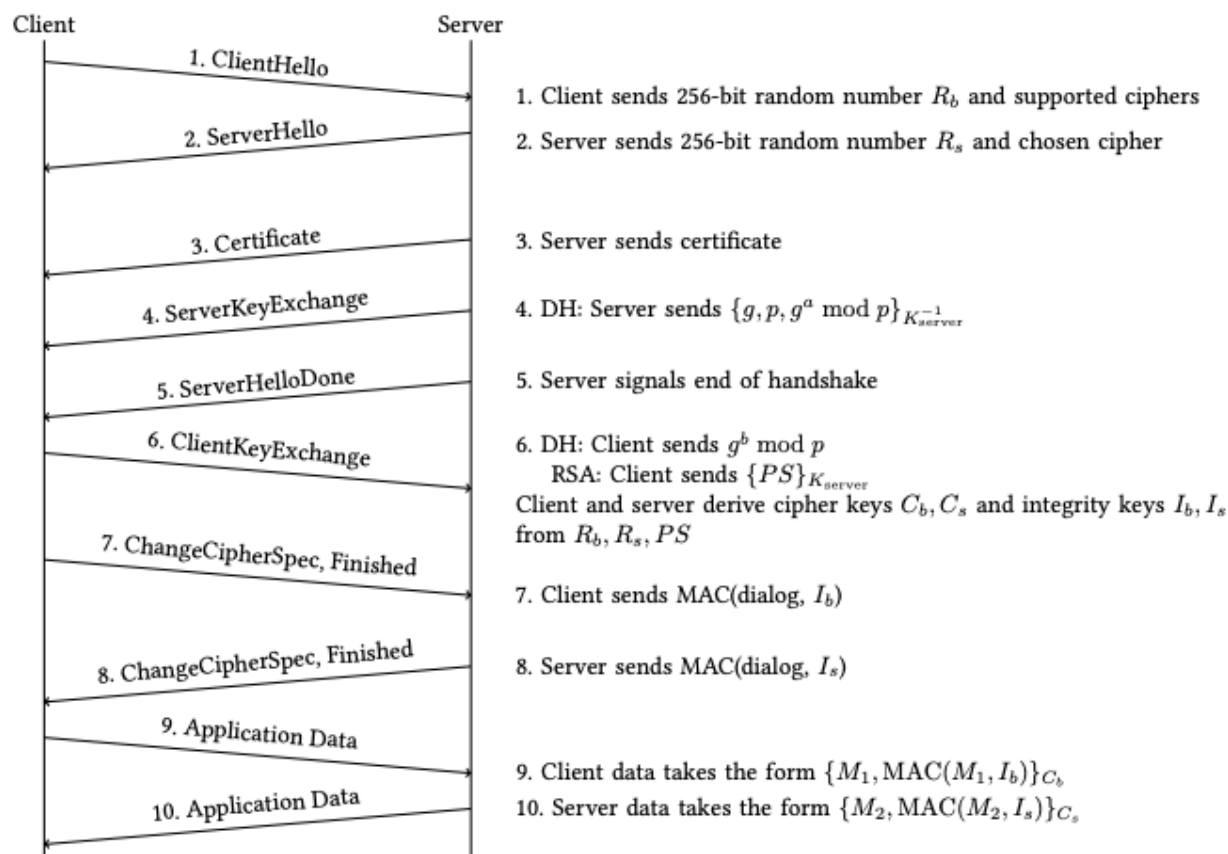 Client
Server
1. ClientHello
1. Client sends 256-bit random number R_b and supported ciphers
2. ServerHello
2. Server sends 256-bit random number R_s and chosen cipher
3. Certificate
3. Server sends certificate
4. ServerKeyExchange
4. DH: Server sends {g, p, g^a mod p}_{K_{server}^{-1}}
5. ServerHelloDone
5. Server signals end of handshake
6. ClientKeyExchange
6. DH: Client sends g^b mod p
RSA: Client sends {PS}_{K_{server}}
Client and server derive cipher keys C_b, C_s and integrity keys I_b, I_s
from R_b, R_s, PS
7. ChangeCipherSpec, Finished
7. Client sends MAC(dialog, I_b)
8. ChangeCipherSpec, Finished
8. Server sends MAC(dialog, I_s)
9. Application Data
9. Client data takes the form {M_1, MAC(M_1, I_b)}_{C_b}
10. Application Data
10. Server data takes the form {M_2, MAC(M_2, I_s)}_{C_s}